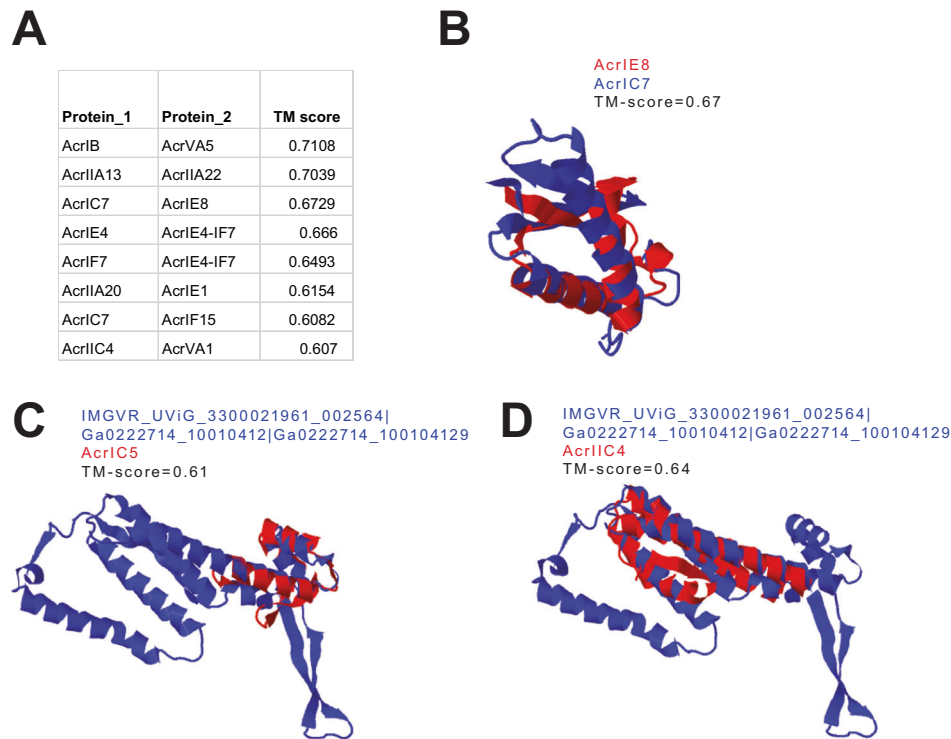 A
Protein_1 Protein_2 TM score
AcrIB AcrVA5 0.7108
AcrIIA13 AcrIIA22 0.7039
AcrIC7 AcrIE8 0.6729
AcrIE4 AcrIE4-IF7 0.666
AcrIF7 AcrIE4-IF7 0.6493
AcrIIA20 AcrIE1 0.6154
AcrIC7 AcrIF15 0.6082
AcrIIC4 AcrVA1 0.607
B
AcrIE8
AcrIC7
TM-score=0.67
C
IMGVR_UViG_3300021961_002564|
Ga0222714_10010412|Ga0222714_100104129
AcrIC5
TM-score=0.61
D
IMGVR_UViG_3300021961_002564|
Ga0222714_10010412|Ga0222714_100104129
AcrIIC4
TM-score=0.64